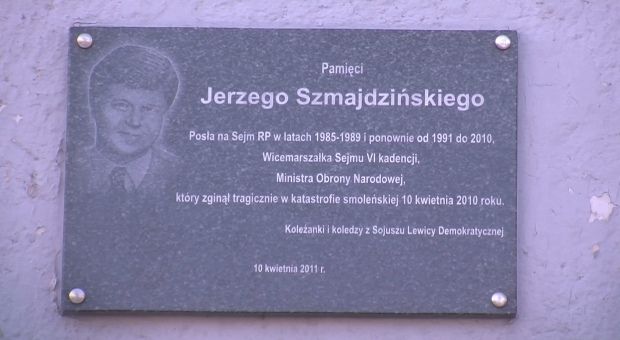 Pamięci
Jerzego Szmajdzińskiego
Posła na Sejm RP w latach 1985-1989 i ponownie od 1991 do 2010,
Wicemarszałka Sejmu VI kadencji,
Ministra Obrony Narodowej,
który zginął tragicznie w katastrofie smoleńskiej 10 kwietnia 2010 roku.
Koleżanki i koledzy z Sojuszu Lewicy Demokratycznej
10 kwietnia 2011 r.